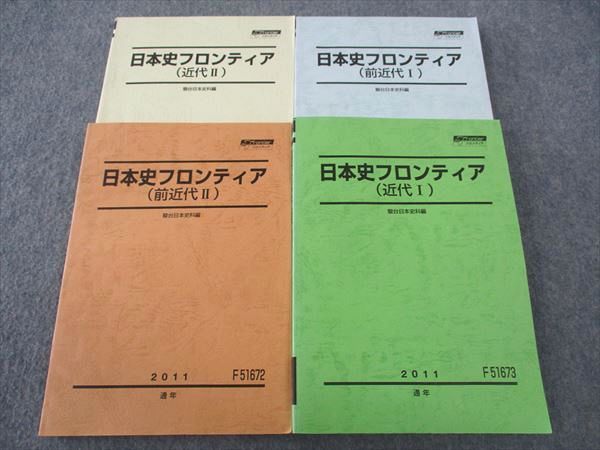 Frontier
日本史フロンティア
(近代Ⅱ)
駿台日本史科編
Frontier
日本史フロンティア
(前近代Ⅰ)
駿台日本史科編
Frontier
日本史フロンティア
(前近代Ⅱ)
駿台日本史科編
2011
F51672
通年
Frontier
日本史フロンティア
(近代Ⅰ)
駿台日本史科編
2011
F51673
通年